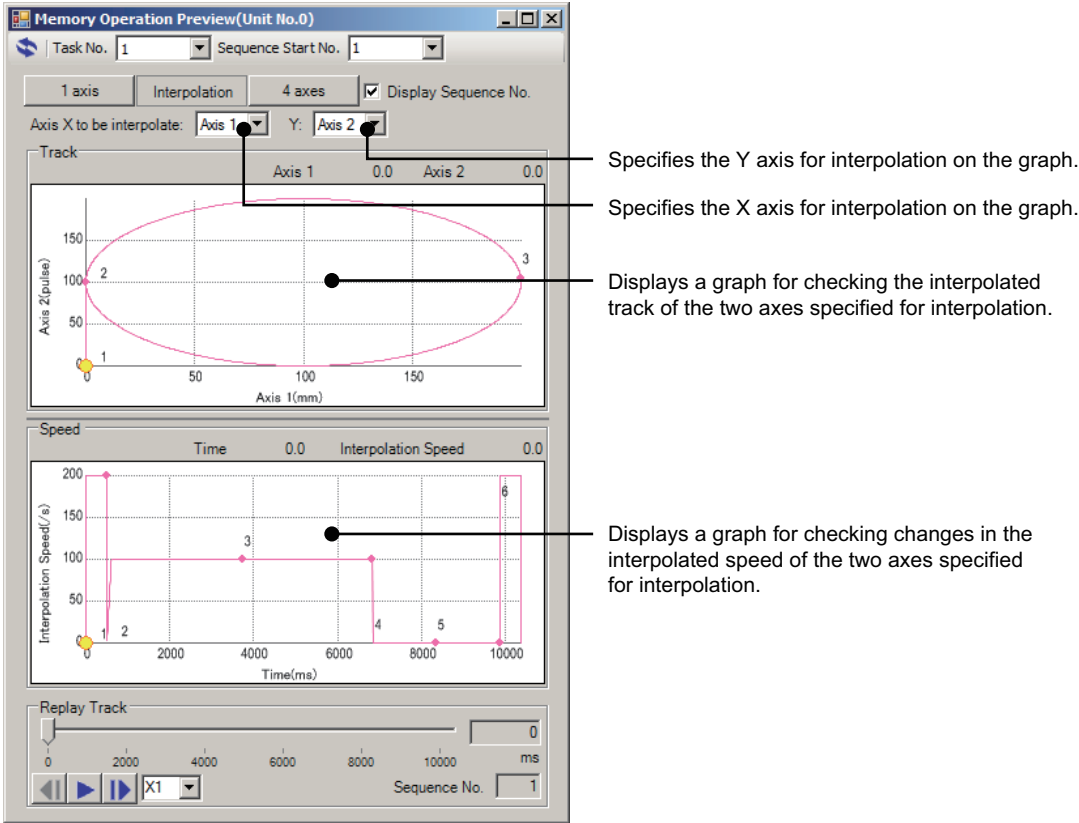 Memory Operation Preview(Unit No.0)
Task No. 1 Sequence Start No. 1
1 axis Interpolation 4 axes Display Sequence No.
Axis X to be interpolate: Axis 1 Y: Axis 2
Specifies the Y axis for interpolation on the graph.
Specifies the X axis for interpolation on the graph.
Track
Axis 1 0.0 Axis 2 0.0
Axis 2(pulse)
150
100
50
0
2
3
1
0 50 100 150
Axis 1(mm)
Displays a graph for checking the interpolated
track of the two axes specified for interpolation.
Speed
Time 0.0 Interpolation Speed 0.0
Interpolation Speed(/s)
200
150
100
50
0
6
3
1 2 4 5
0 2000 4000 6000 8000 10000
Time(ms)
Displays a graph for checking changes in the
interpolated speed of the two axes specified
for interpolation.
Replay Track
0
0 2000 4000 6000 8000 10000 ms
X1 Sequence No. 1